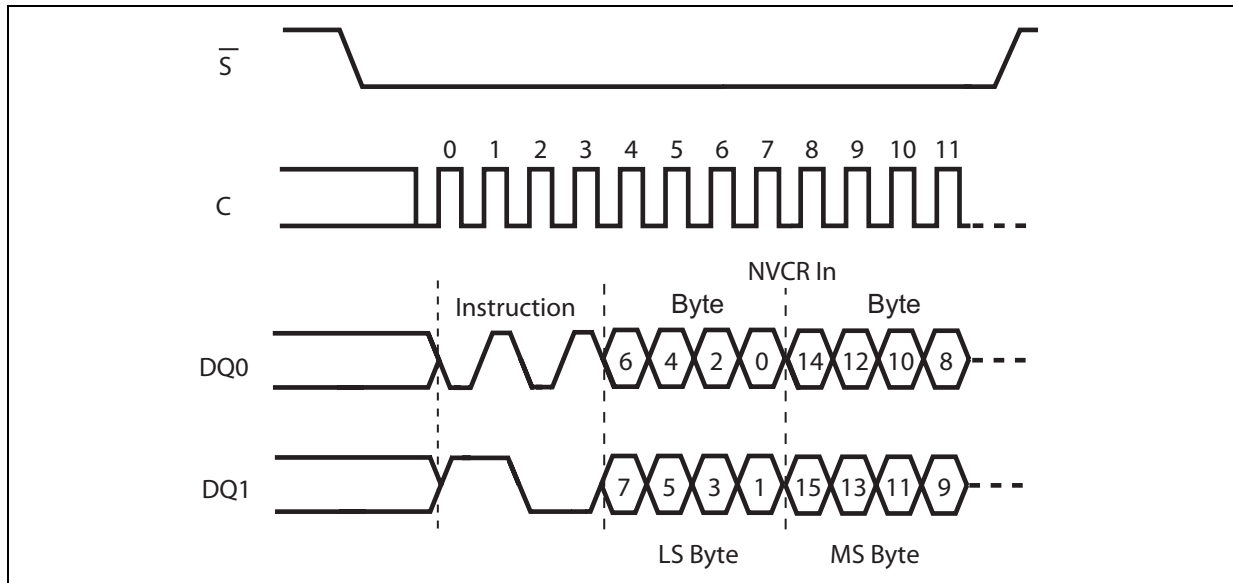 S
0 1 2 3 4 5 6 7 8 9 10 11
C
NVCR In
Instruction Byte Byte
DQ0 6 4 2 0 14 12 10 8
DQ1 7 5 3 1 15 13 11 9
LS Byte MS Byte